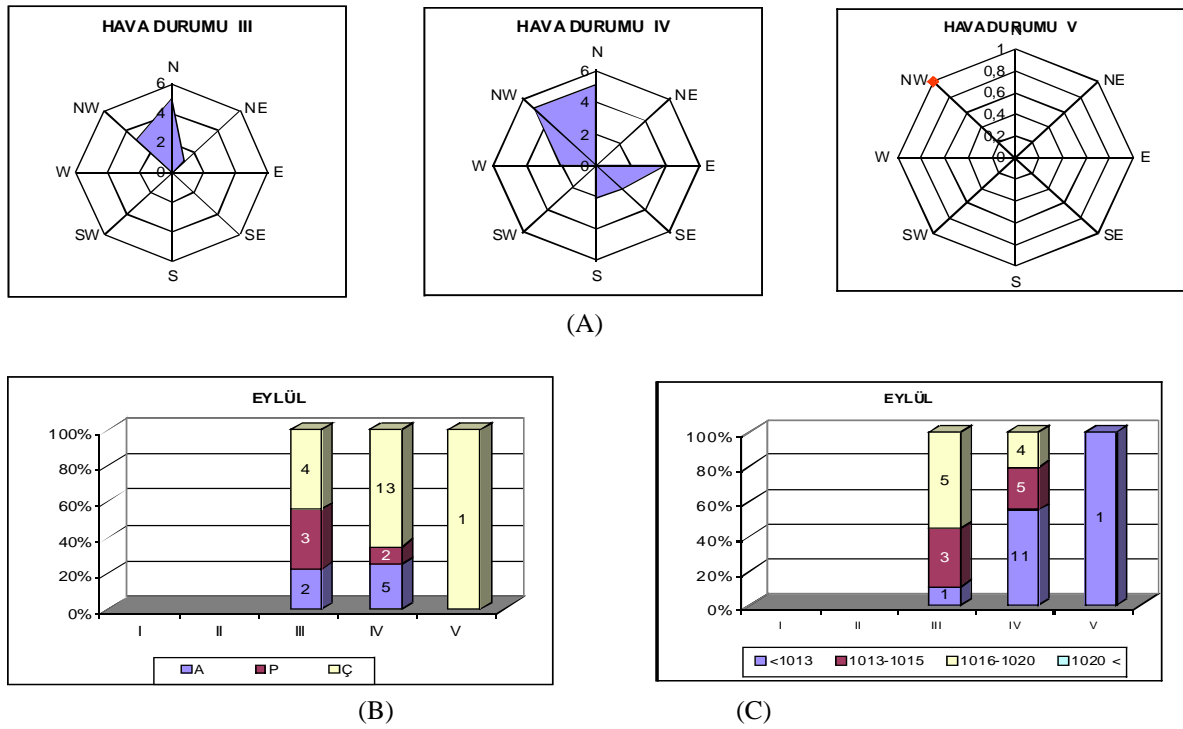 HAVA DURUMU III
N
6
NW
NE
4
2
W
0
E
SW
SE
S
HAVA DURUMU IV
N
6
NW
NE
4
2
W
0
E
SW
SE
S
HAVA DURUMU V
N
1
NW
NE
0,8
0,6
0,4
0,2
W
0
E
SW
SE
S
(A)
EYLÜL
100%
80%
60%
40%
20%
0%
4
13
1
3
2
2
5
I II III IV V
A P Ç
(B)
EYLÜL
100%
80%
60%
40%
20%
0%
5
4
5
1
3
11
1
I II III IV V
<1013 1013-1015 1016-1020 1020 <
(C)